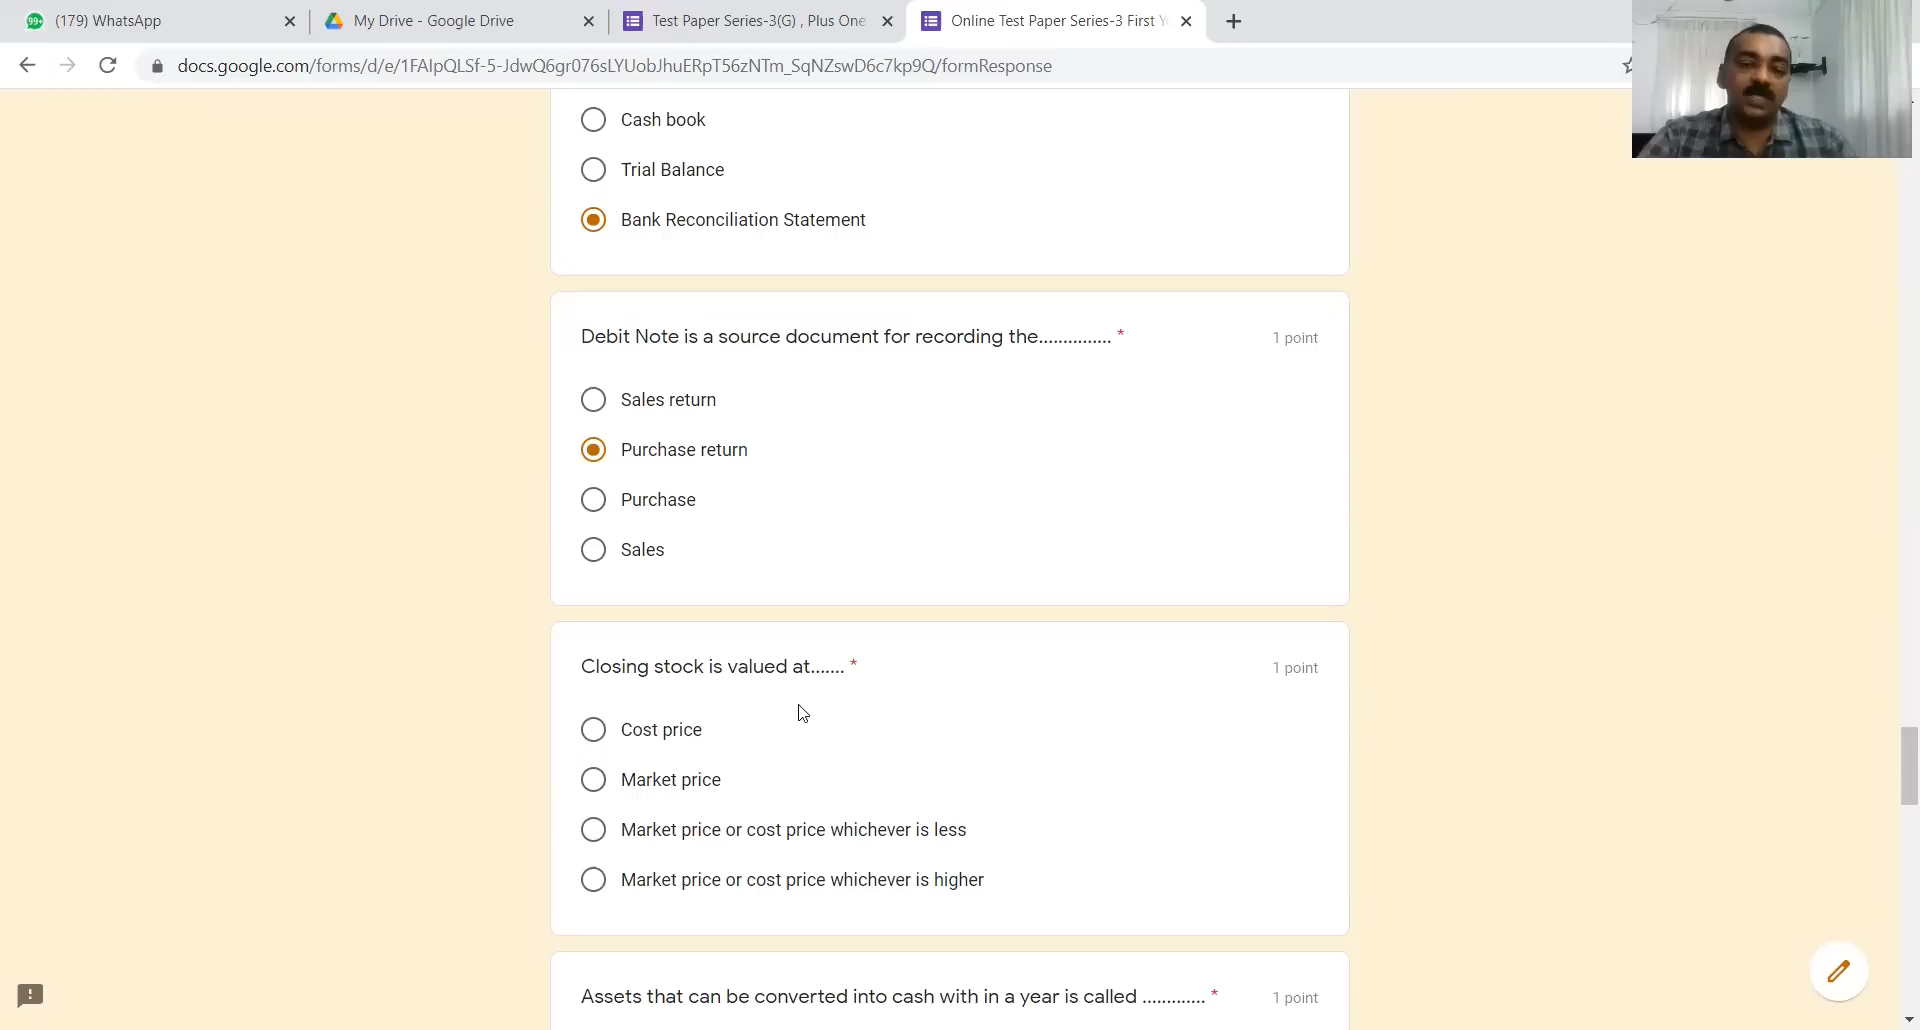 99+ (179) WhatsApp
My Drive - Google Drive
Test Paper Series-3(G) , Plus One
Online Test Paper Series-3 First Y
docs.google.com/forms/d/e/1FAIpQLSf-5-JdwQ6gr076sLYUobJhuERpT56zNTm_SqNZswD6c7kp9Q/formResponse
Cash book
Trial Balance
Bank Reconciliation Statement
Debit Note is a source document for recording the............... *
1 point
Sales return
Purchase return
Purchase
Sales
Closing stock is valued at....... *
1 point
Cost price
Market price
Market price or cost price whichever is less
Market price or cost price whichever is higher
Assets that can be converted into cash with in a year is called ............. *
1 point